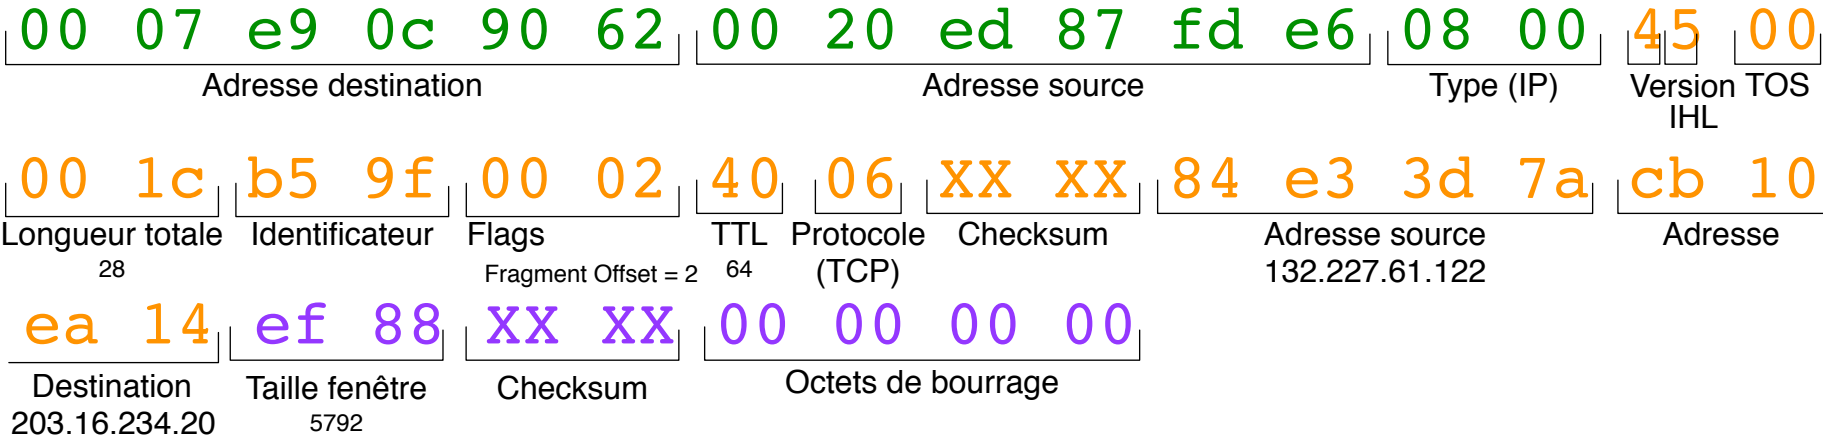 00 07 e9 0c 90 62 00 20 ed 87 fd e6 08 00 45 00
Adresse destination Adresse source Type (IP) Version TOS
IHL
00 1c b5 9f 00 02 40 06 XX XX 84 e3 3d 7a cb 10
Longueur totale Identificateur Flags TTL Protocole Checksum Adresse source Adresse
28 Fragment Offset = 2 64 (TCP) 132.227.61.122
ea 14 ef 88 XX XX 00 00 00 00
Destination Taille fenêtre Checksum Octets de bourrage
203.16.234.20 5792